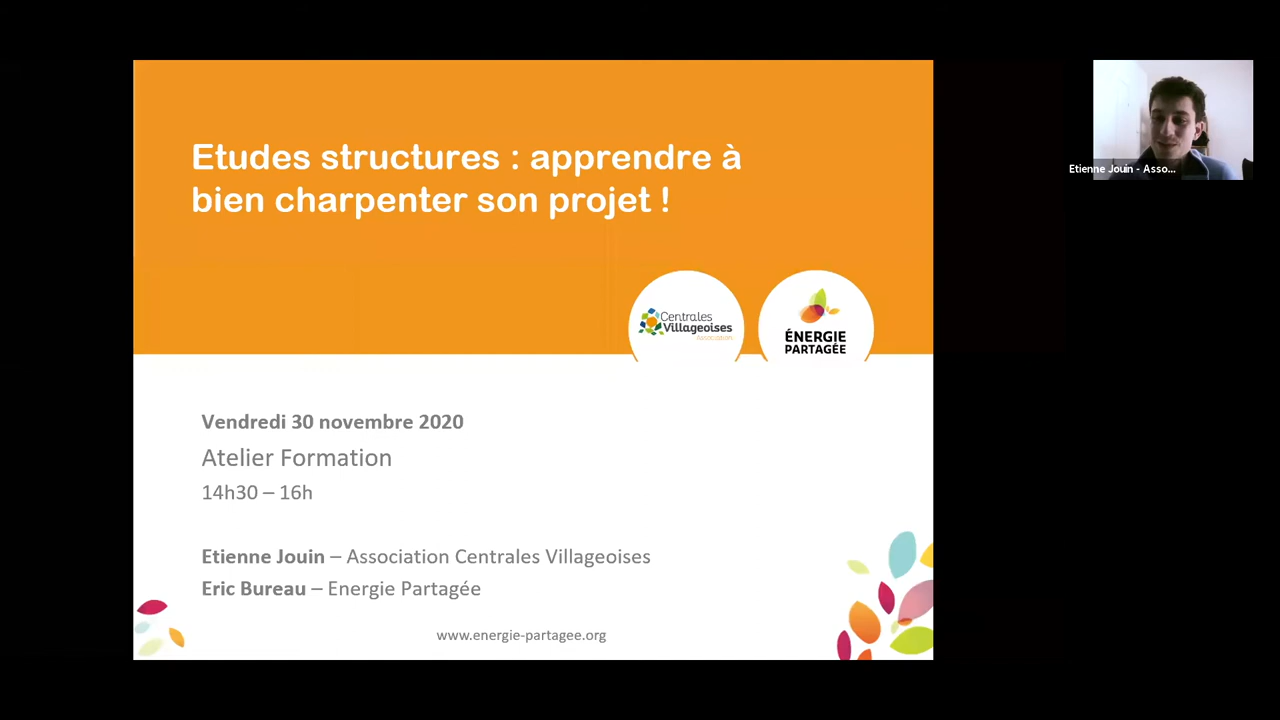 Etudes structures : apprendre à
bien charpenter son projet !
Centrales
Villageoises
ÉNERGIE
PARTAGÉE
Etienne Jouin - Asso...
Vendredi 30 novembre 2020
Atelier Formation
14h30 – 16h
Etienne Jouin – Association Centrales Villageoises
Eric Bureau – Energie Partagée
www.energie-partagee.org